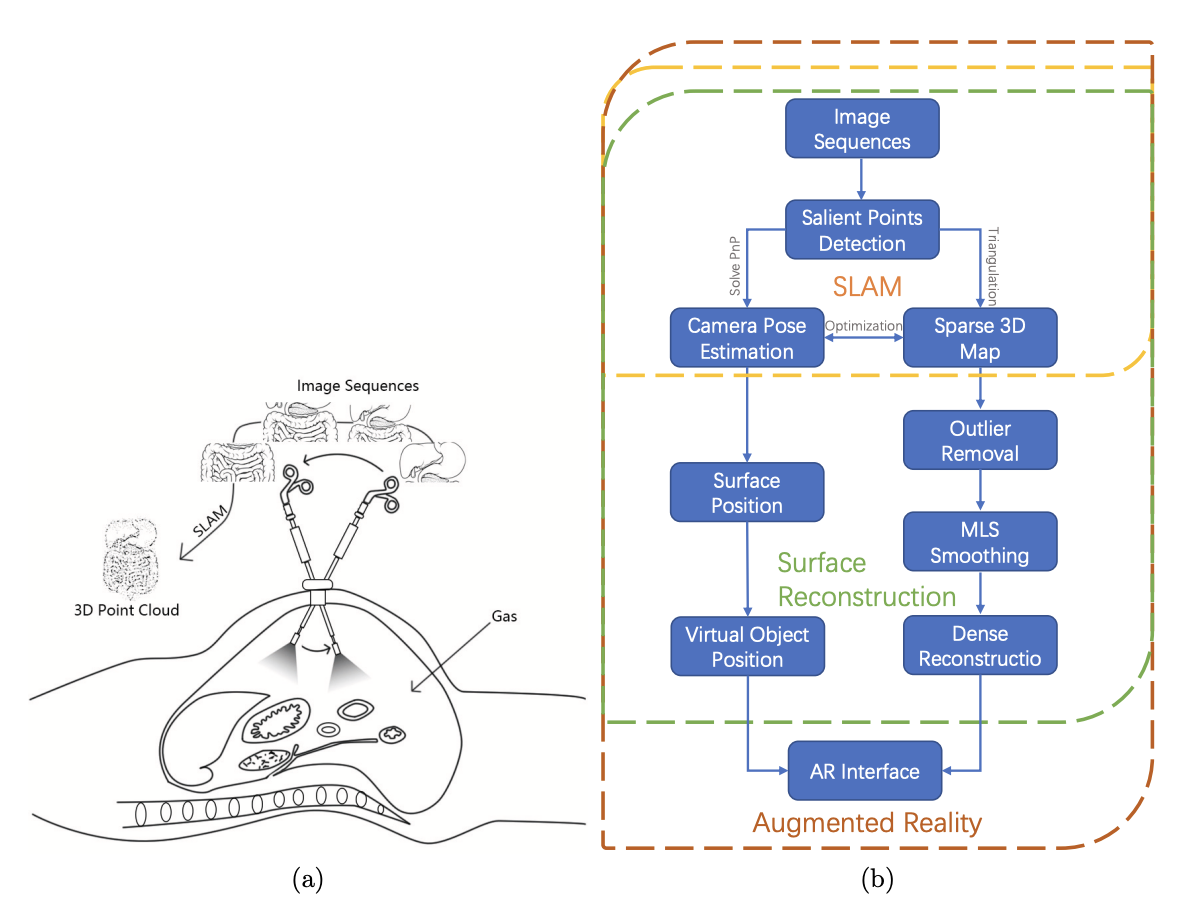 Image Sequences
SLAM
3D Point Cloud
Gas
(a)
Image
Sequences
Salient Points
Detection
Solve PnP
Triangulation
SLAM
Camera Pose
Estimation
Optimization
Sparse 3D
Map
Outlier
Removal
Surface
Position
MLS
Smoothing
Surface
Reconstruction
Virtual Object
Position
Dense
Reconstructio
AR Interface
Augmented Reality
(b)